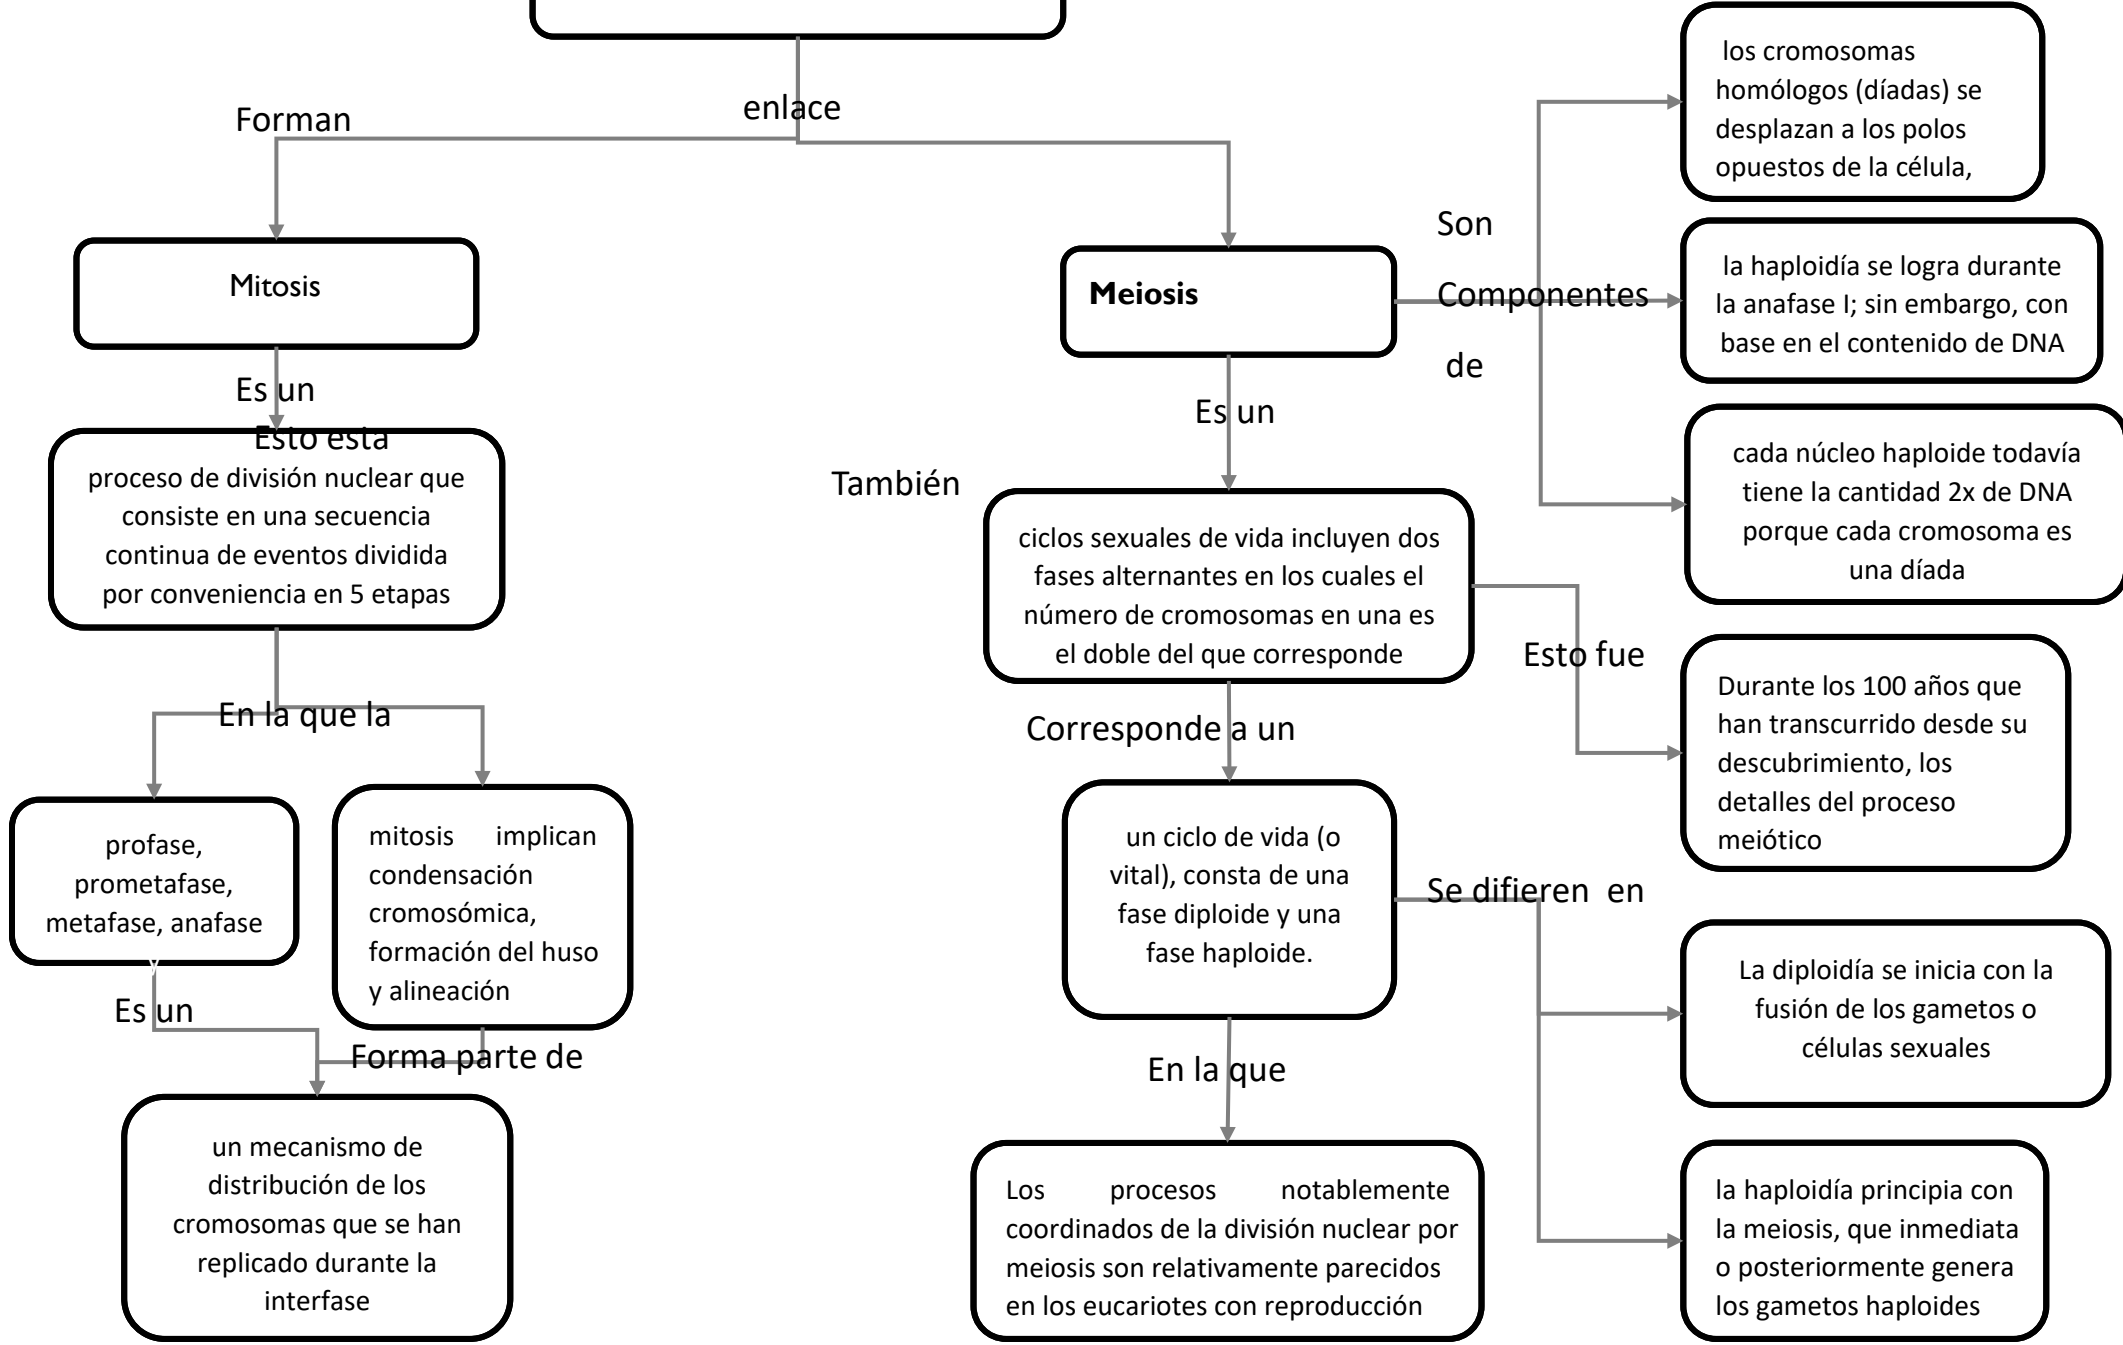 Forman
enlace
Mitosis
Es un
Esto esta
proceso de división nuclear que
consiste en una secuencia
continua de eventos dividida
por conveniencia en 5 etapas
En la que la
profase,
prometafase,
metafase, anafase
y
mitosis implican
condensación
cromosómica,
formación del huso
y alineación
Es un
Forma parte de
un mecanismo de
distribución de los
cromosomas que se han
replicado durante la
interfase
Meiosis
Son
Componentes
de
los cromosomas
homólogos (díadas) se
desplazan a los polos
opuestos de la célula,
la haploidía se logra durante
la anafase I; sin embargo, con
base en el contenido de DNA
cada núcleo haploide todavía
tiene la cantidad 2x de DNA
porque cada cromosoma es
una díada
Es un
También
ciclos sexuales de vida incluyen dos
fases alternantes en los cuales el
número de cromosomas en una es
el doble del que corresponde
Esto fue
Durante los 100 años que
han transcurrido desde su
descubrimiento, los
detalles del proceso
meiótico
Corresponde a un
un ciclo de vida (o
vital), consta de una
fase diploide y una
fase haploide.
Se difieren en
La diploidía se inicia con la
fusión de los gametos o
células sexuales
la haploidía principia con
la meiosis, que inmediata
o posteriormente genera
los gametos haploides
En la que
Los procesos notablemente
coordinados de la división nuclear por
meiosis son relativamente parecidos
en los eucariotes con reproducción